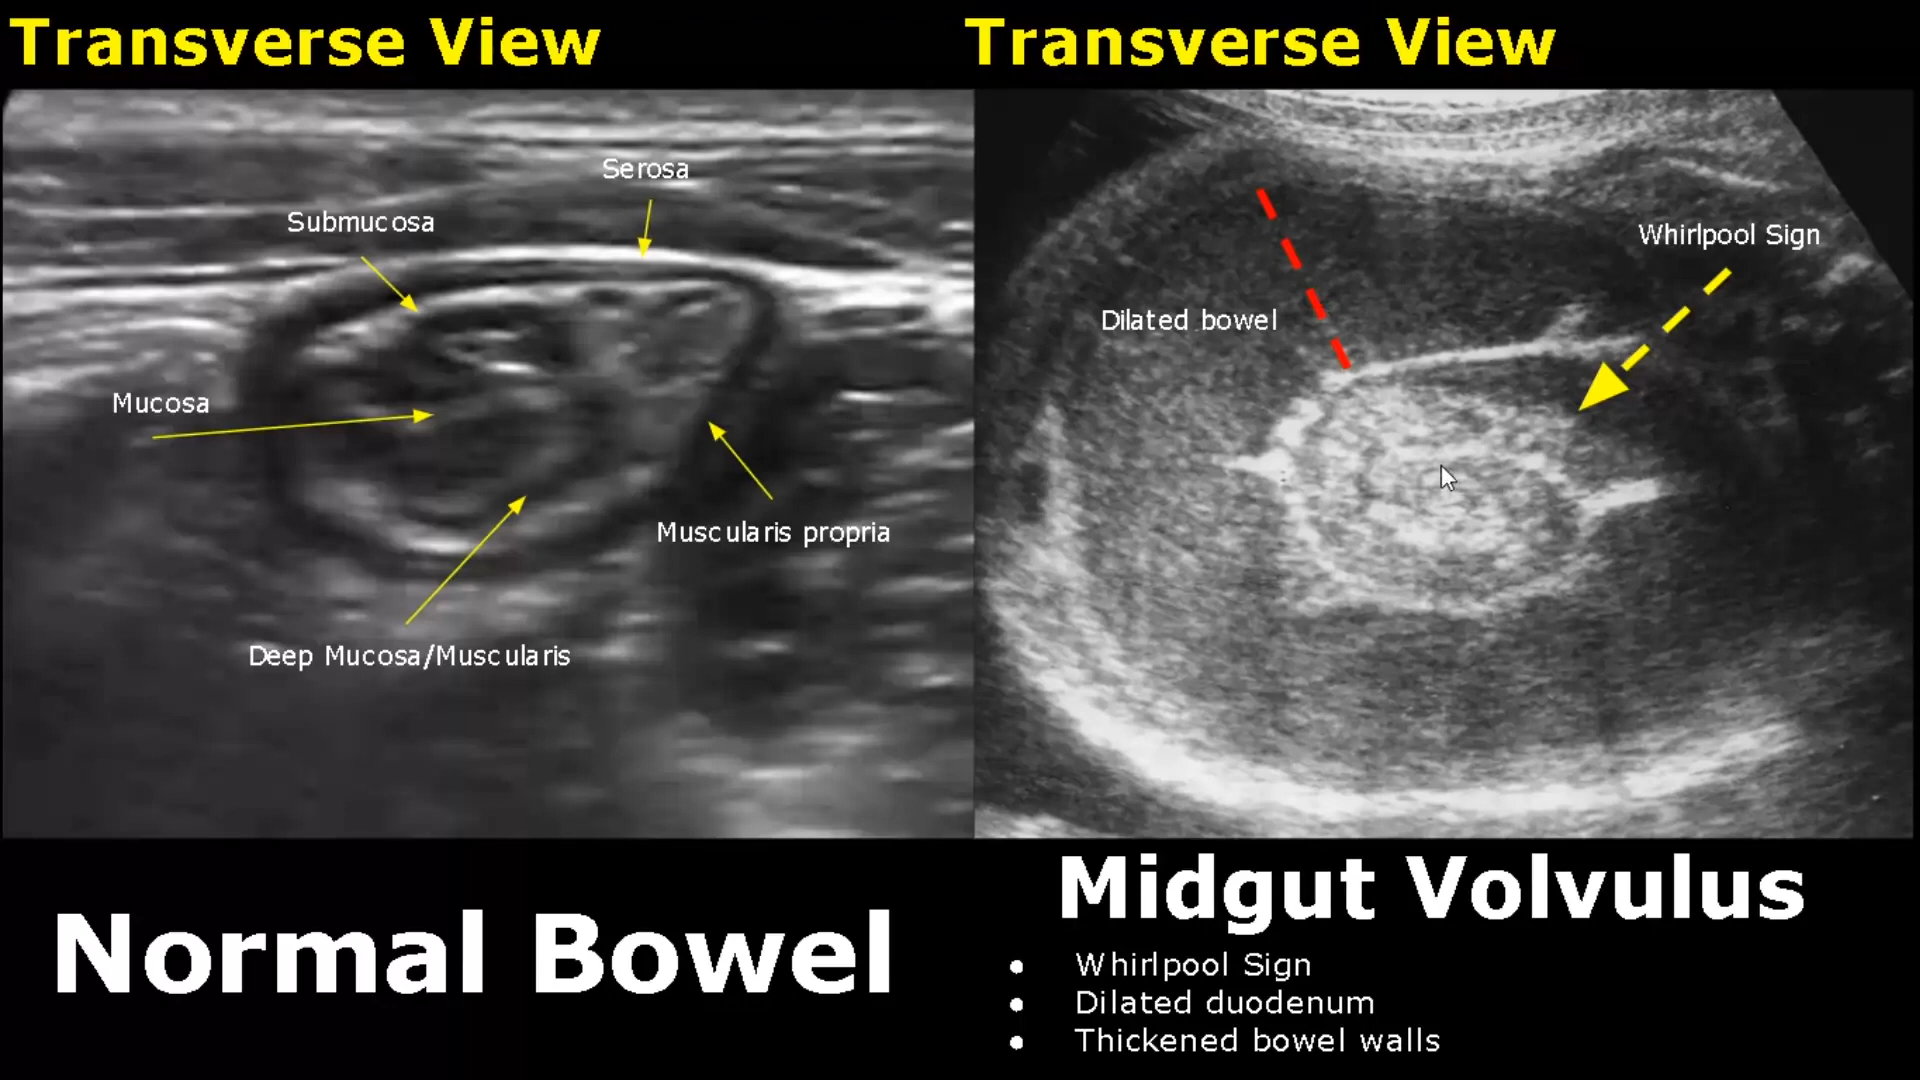 Transverse View
Transverse View
Serosa
Submucosa
Mucosa
Muscularis propria
Deep Mucosa/Muscularis
Whirlpool Sign
Dilated bowel
Normal Bowel
Midgut Volvulus
• Whirlpool Sign
• Dilated duodenum
• Thickened bowel walls